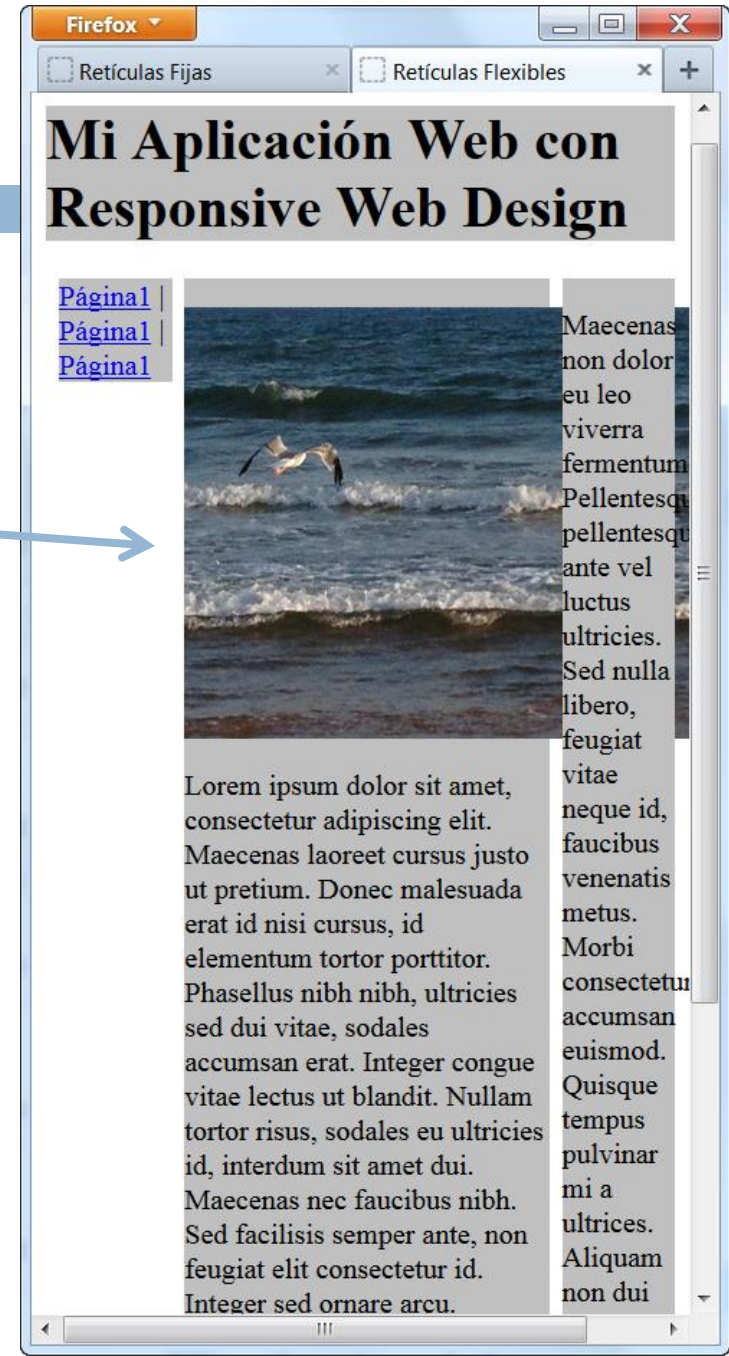 Firefox
Retículas Fijas
Retículas Flexibles
Mi Aplicación Web con
Responsive Web Design
Página1 |
Página1 |
Página1
Lorem ipsum dolor sit amet,
consectetur adipiscing elit.
Maecenas laoreet cursus justo
ut pretium. Donec malesuada
erat id nisi cursus, id
elementum tortor porttitor.
Phasellus nibh nibh, ultricies
sed dui vitae, sodales
accumsan erat. Integer congue
vitae lectus ut blandit. Nullam
tortor risus, sodales eu ultricies
id, interdum sit amet dui.
Maecenas nec faucibus nibh.
Sed facilisis semper ante, non
feugiat elit consectetur id.
Integer sed ornare arcu.
Maecenas
non dolor
eu leo
viverra
fermentum
Pellentesqu
pellentesqu
ante vel
luctus
ultricies.
Sed nulla
libero,
feugiat
vitae
neque id,
faucibus
venenatis
metus.
Morbi
consectetur
accumsan
euismod.
Quisque
tempus
pulvinar
mi a
ultrices.
Aliquam
non dui